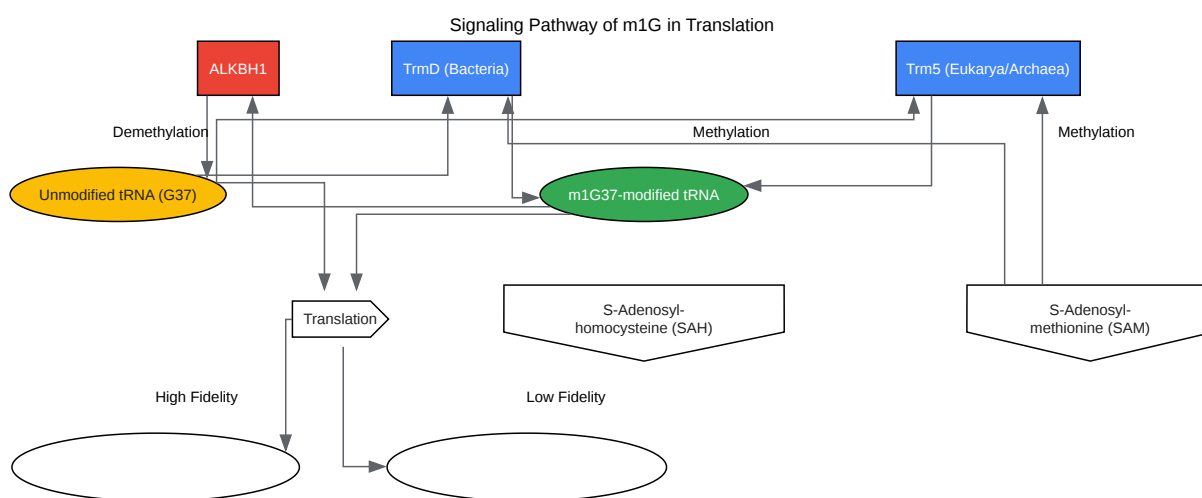 Signaling Pathway of m1G in Translation
ALKBH1
TrmD (Bacteria)
Trm5 (Eukarya/Archaea)
Demethylation
Methylation
Methylation
Unmodified tRNA (G37)
m1G37-modified tRNA
Translation
S-Adenosyl-
homocysteine (SAH)
S-Adenosyl-
methionine (SAM)
High Fidelity
Low Fidelity